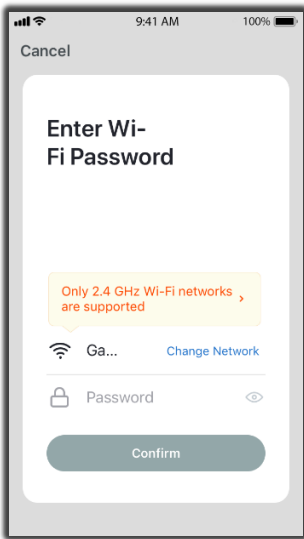 9:41 AM 100%
Cancel
Enter Wi-
Fi Password
Only 2.4 GHz Wi-Fi networks
are supported
Ga... Change Network
Password
Confirm